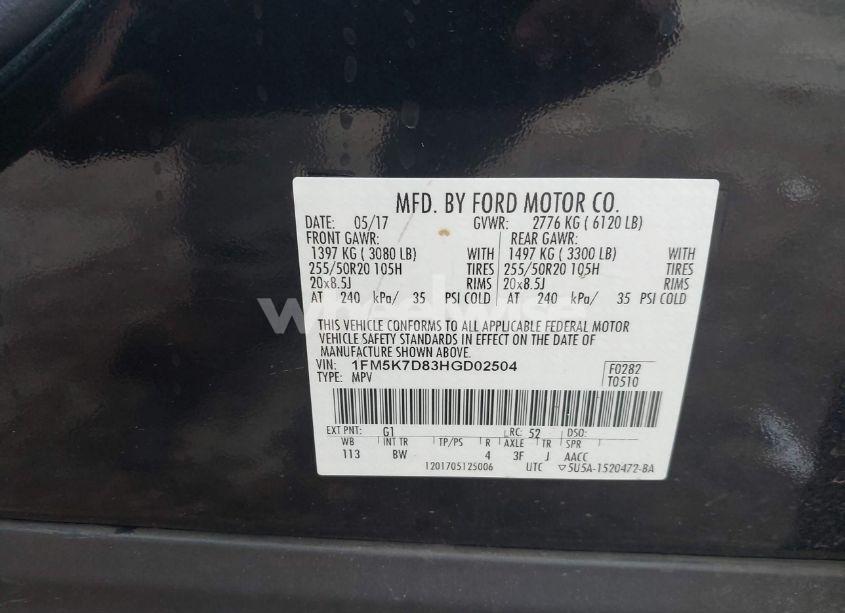 MFD. BY FORD MOTOR CO.
DATE: 05/17 GVWR: 2776 KG ( 6120 LB)
FRONT GAWR: REAR GAWR:
1397 KG ( 3080 LB) WITH 1497 KG ( 3300 LB) WITH
255/50R20 105H TIRES 255/50R20 105H TIRES
20x8.5J RIMS 20x8.5J RIMS
AT 240 kPa/ 35 PSI COLD AT 240 kPa/ 35 PSI COLD
THIS VEHICLE CONFORMS TO ALL APPLICABLE FEDERAL MOTOR
VEHICLE SAFETY STANDARDS IN EFFECT ON THE DATE OF
MANUFACTURE SHOWN ABOVE.
VIN: 1FM5K7D83HGD02504 F0282
TYPE: MPV T0510
EXT PNT: G1 RC: 52 DSO:
WB INT TR TP/PS R AXLE TR SPR
113 BW 4 3F J AACC
1201705125006 UTC ▽5U5A-1520472-BA